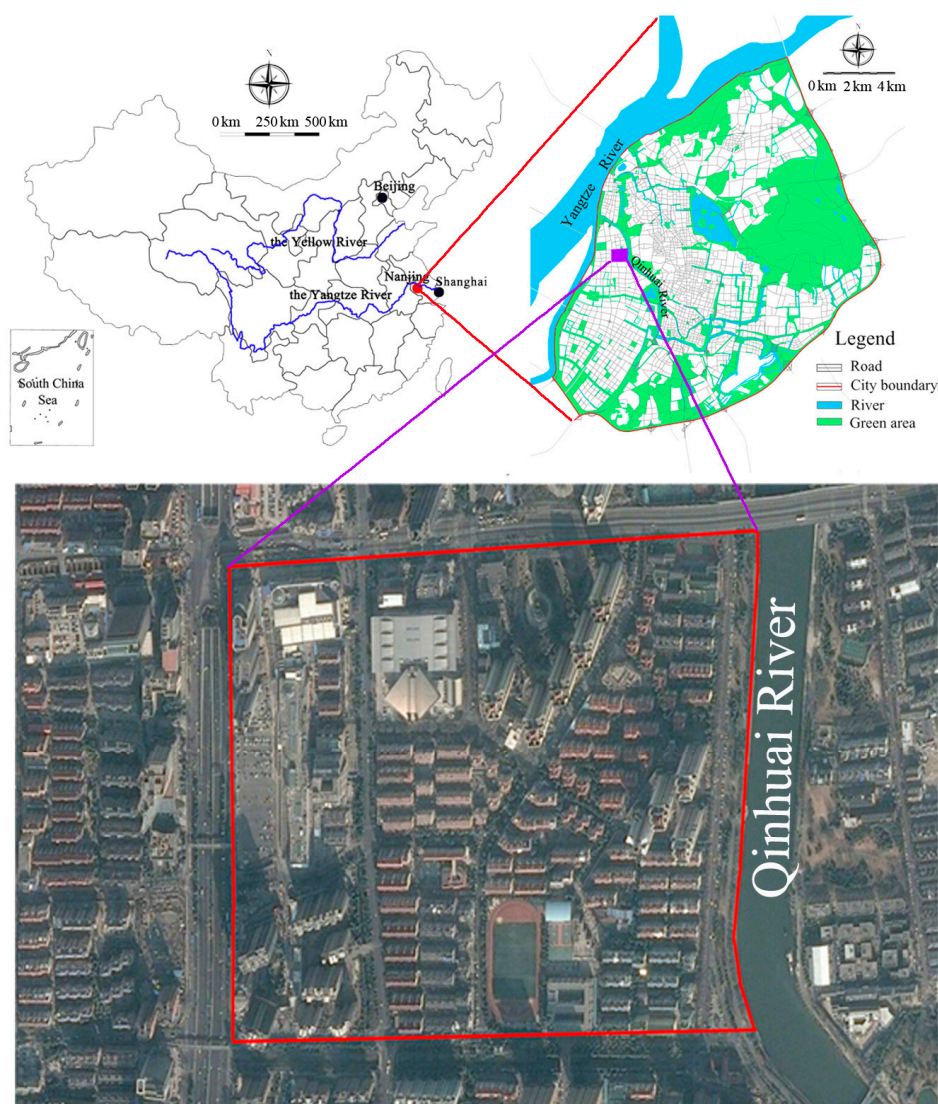 N
0 km 250 km 500 km
Beijing
the Yellow River
Nanjing
Shanghai
the Yangtze River
South China
Sea
N
0 km 2 km 4 km
Yangtze River
Qinhuai River
Legend
Road
City boundary
River
Green area
Qinhuai River